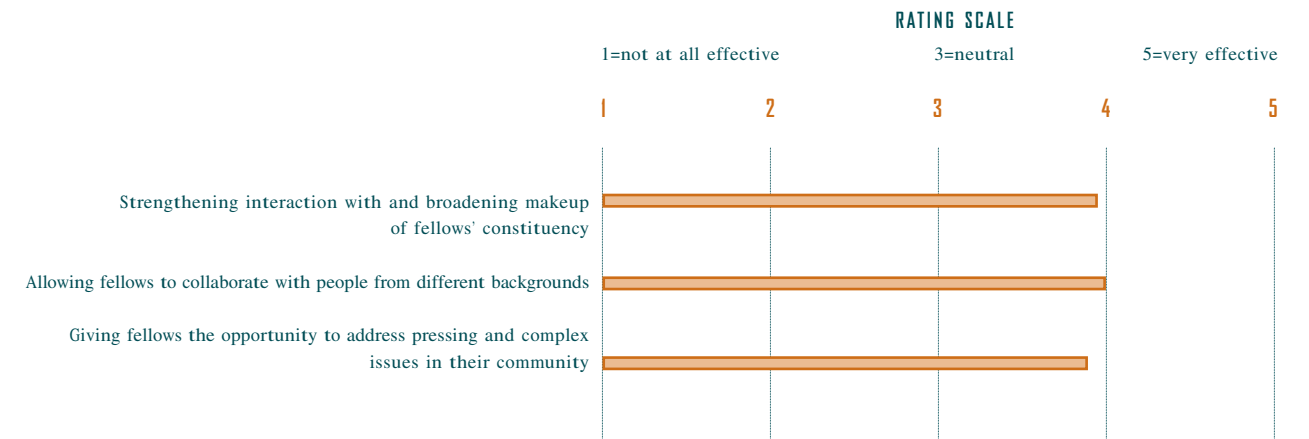 RATING SCALE
1=not at all effective 3=neutral 5=very effective
1 2 3 4 5
Strengthening interaction with and broadening makeup
of fellows' constituency
Allowing fellows to collaborate with people from different backgrounds
Giving fellows the opportunity to address pressing and complex
issues in their community